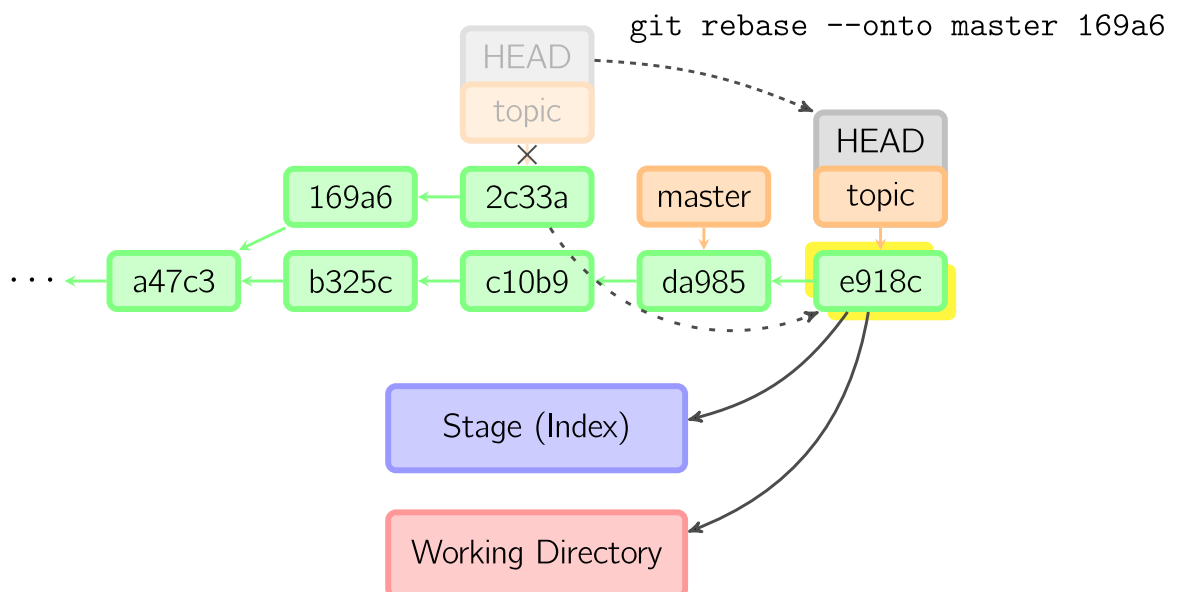 git rebase --onto master 169a6
HEAD
topic
HEAD
169a6
2c33a
master
topic
...
a47c3
b325c
c10b9
da985
e918c
Stage (Index)
Working Directory